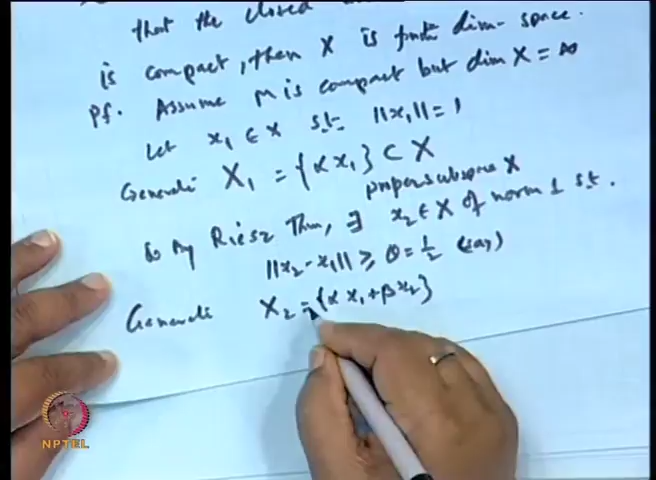 that the closed
is compact, then X is finite dim- space.
Pf. Assume M is compact but dim X = ∞
Let x₁ ∈ X s.t. ||x₁|| = 1
Generate X₁ = {αx₁} ⊂ X
proper subspace X
So By Riesz Thm, ∃ x₂ ∈ X of norm 1 s.t.
||x₂ - x₁|| ≥ θ = 1/2 (say)
Generate X₂ = {αx₁ + βx₂}
NPTEL